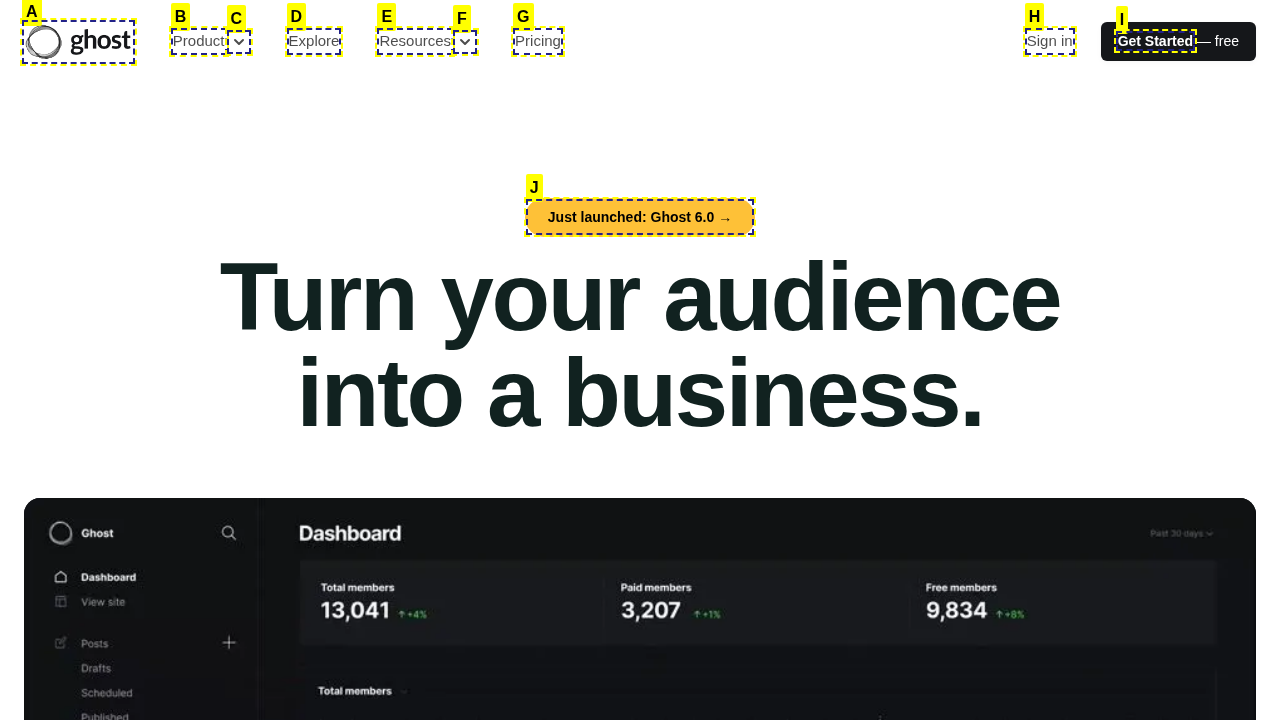 A B C D E F G H I
ghost Product Explore Resources Pricing Sign in Get Started — free
J
Just launched: Ghost 6.0 →
Turn your audience
into a business.
Ghost Dashboard Past 30 days
Dashboard Total members Paid members Free members
View site 13,041 +4% 3,207 +1% 9,834 +8%
Posts
Drafts
Scheduled Total members
Published